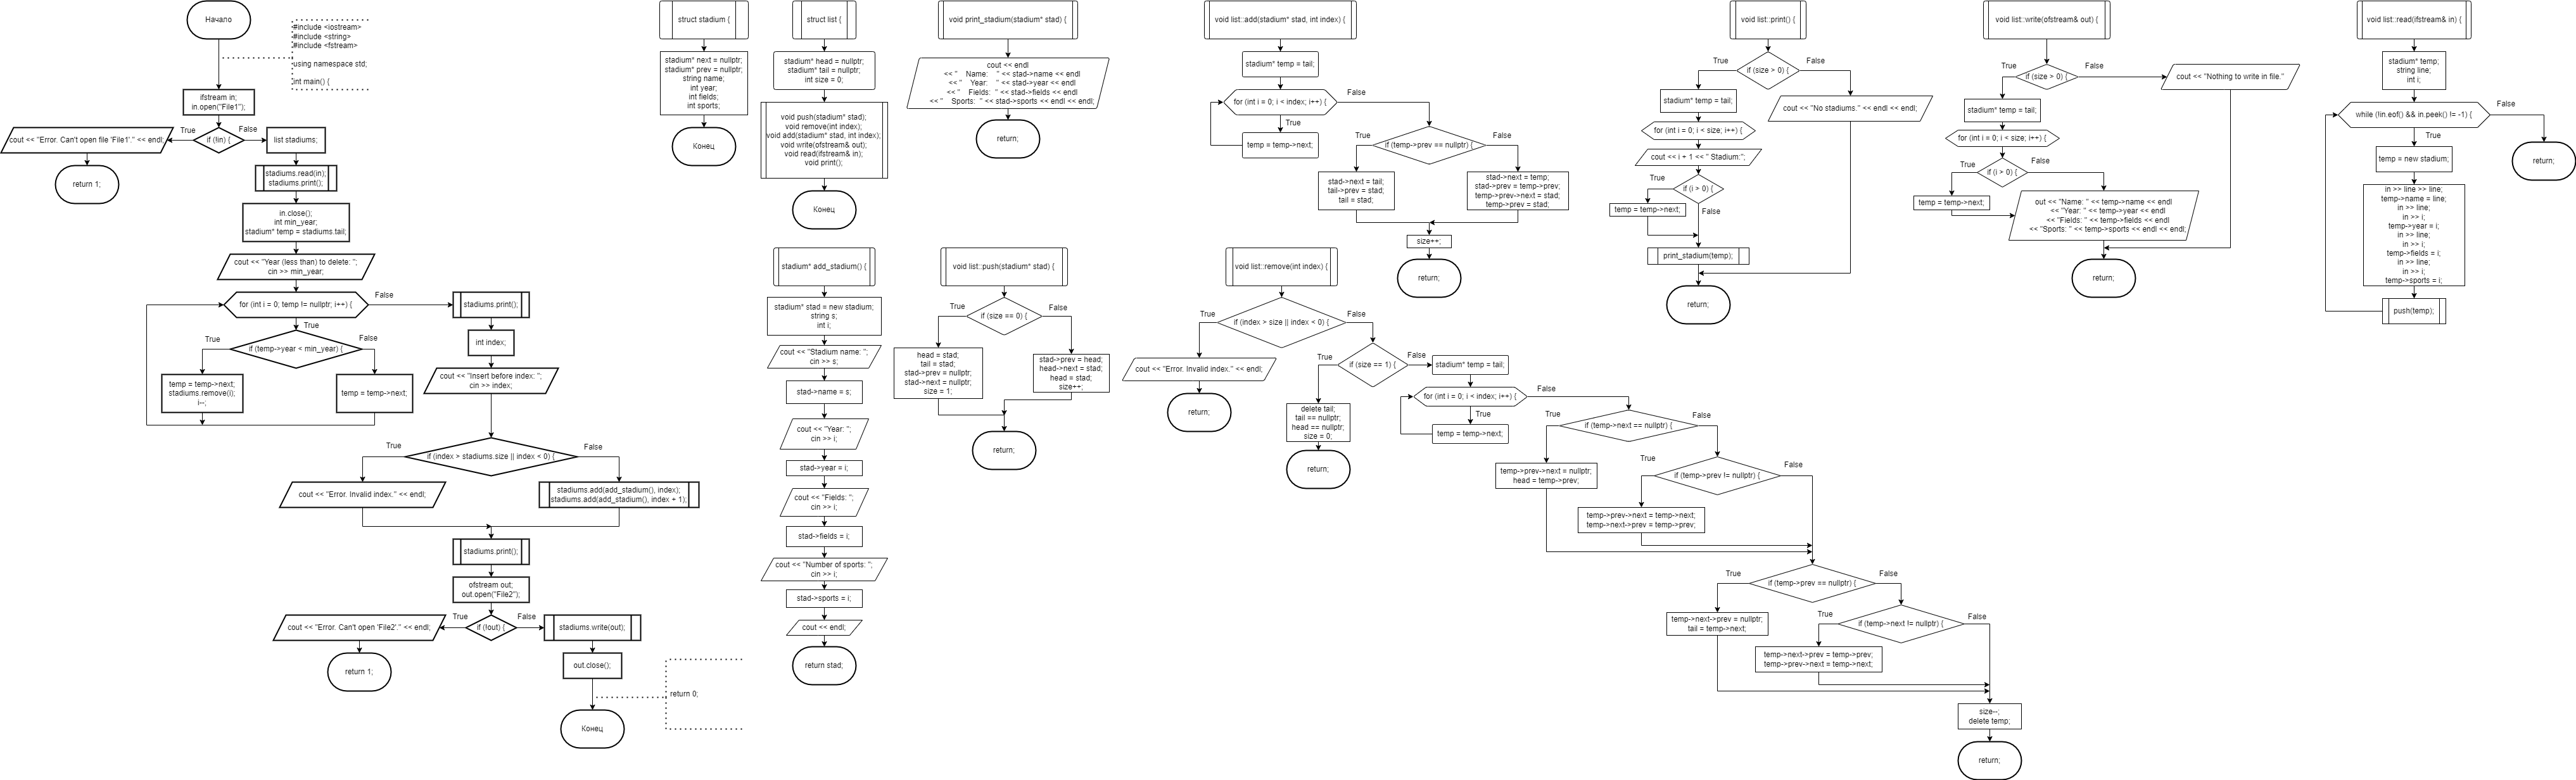 Начало
#include <iostream>
#include <string>
#include <fstream>
using namespace std;
int main() {
ifstream in;
in.open("File1");
if (!in) {
True
False
cout << "Error. Can't open file 'File1'." << endl;
return 1;
list stadiums;
stadiums.read(in);
stadiums.print();
in.close();
int min_year;
stadium* temp = stadiums.tail;
cout << "Year (less than) to delete: ";
cin >> min_year;
for (int i = 0; temp != nullptr; i++) {
False
True
if (temp->year < min_year) {
True
False
temp = temp->next;
stadiums.remove(i);
i--;
temp = temp->next;
stadiums.print();
int index;
cout << "Insert before index: ";
cin >> index;
if (index > stadiums.size || index < 0) {
True
False
cout << "Error. Invalid index." << endl;
stadiums.add(add_stadium(), index);
stadiums.add(add_stadium(), index + 1);
stadiums.print();
ofstream out;
out.open("File2");
if (!out) {
True
False
cout << "Error. Can't open 'File2'." << endl;
return 1;
stadiums.write(out);
out.close();
return 0;
Конец
struct stadium {
stadium* next = nullptr;
stadium* prev = nullptr;
string name;
int year;
int fields;
int sports;
Конец
struct list {
stadium* head = nullptr;
stadium* tail = nullptr;
int size = 0;
void push(stadium* stad);
void remove(int index);
void add(stadium* stad, int index);
void write(ofstream& out);
void read(ifstream& in);
void print();
Конец
void print_stadium(stadium* stad) {
cout << endl
<< "    Name:    " << stad->name << endl
<< "    Year:    " << stad->year << endl
<< "    Fields:  " << stad->fields << endl
<< "    Sports:  " << stad->sports << endl << endl;
return;
stadium* add_stadium() {
stadium* stad = new stadium;
string s;
int i;
cout << "Stadium name: ";
cin >> s;
stad->name = s;
cout << "Year: ";
cin >> i;
stad->year = i;
cout << "Fields: ";
cin >> i;
stad->fields = i;
cout << "Number of sports: ";
cin >> i;
stad->sports = i;
cout << endl;
return stad;
void list::push(stadium* stad) {
if (size == 0) {
True
False
head = stad;
tail = stad;
stad->prev = nullptr;
stad->next = nullptr;
size = 1;
stad->prev = head;
head->next = stad;
head = stad;
size++;
return;
void list::add(stadium* stad, int index) {
stadium* temp = tail;
for (int i = 0; i < index; i++) {
False
True
temp = temp->next;
if (temp->prev == nullptr) {
True
False
stad->next = tail;
tail->prev = stad;
tail = stad;
stad->next = temp;
stad->prev = temp->prev;
temp->prev->next = stad;
temp->prev = stad;
size++;
return;
void list::remove(int index) {
if (index > size || index < 0) {
True
False
cout << "Error. Invalid index." << endl;
return;
if (size == 1) {
True
False
delete tail;
tail == nullptr;
head == nullptr;
size = 0;
return;
stadium* temp = tail;
for (int i = 0; i < index; i++) {
False
True
temp = temp->next;
if (temp->next == nullptr) {
True
False
temp->prev->next = nullptr;
head = temp->prev;
if (temp->prev != nullptr) {
True
False
temp->prev->next = temp->next;
temp->next->prev = temp->prev;
if (temp->prev == nullptr) {
True
False
temp->next->prev = nullptr;
tail = temp->next;
if (temp->next != nullptr) {
True
False
temp->next->prev = temp->prev;
temp->prev->next = temp->next;
size--;
delete temp;
return;
void list::print() {
if (size > 0) {
True
False
stadium* temp = tail;
cout << "No stadiums." << endl << endl;
for (int i = 0; i < size; i++) {
cout << i + 1 << " Stadium:";
if (i > 0) {
True
False
temp = temp->next;
print_stadium(temp);
return;
void list::write(ofstream& out) {
if (size > 0) {
True
False
cout << "Nothing to write in file."
stadium* temp = tail;
for (int i = 0; i < size; i++) {
if (i > 0) {
True
False
temp = temp->next;
out << "Name: " << temp->name << endl
<< "Year: " << temp->year << endl
<< "Fields: " << temp->fields << endl
<< "Sports: " << temp->sports << endl << endl;
return;
void list::read(ifstream& in) {
stadium* temp;
string line;
int i;
while (!in.eof() && in.peek() != -1) {
False
True
return;
temp = new stadium;
in >> line >> line;
temp->name = line;
in >> line;
in >> i;
temp->year = i;
in >> line;
in >> i;
temp->fields = i;
in >> line;
in >> i;
temp->sports = i;
push(temp);